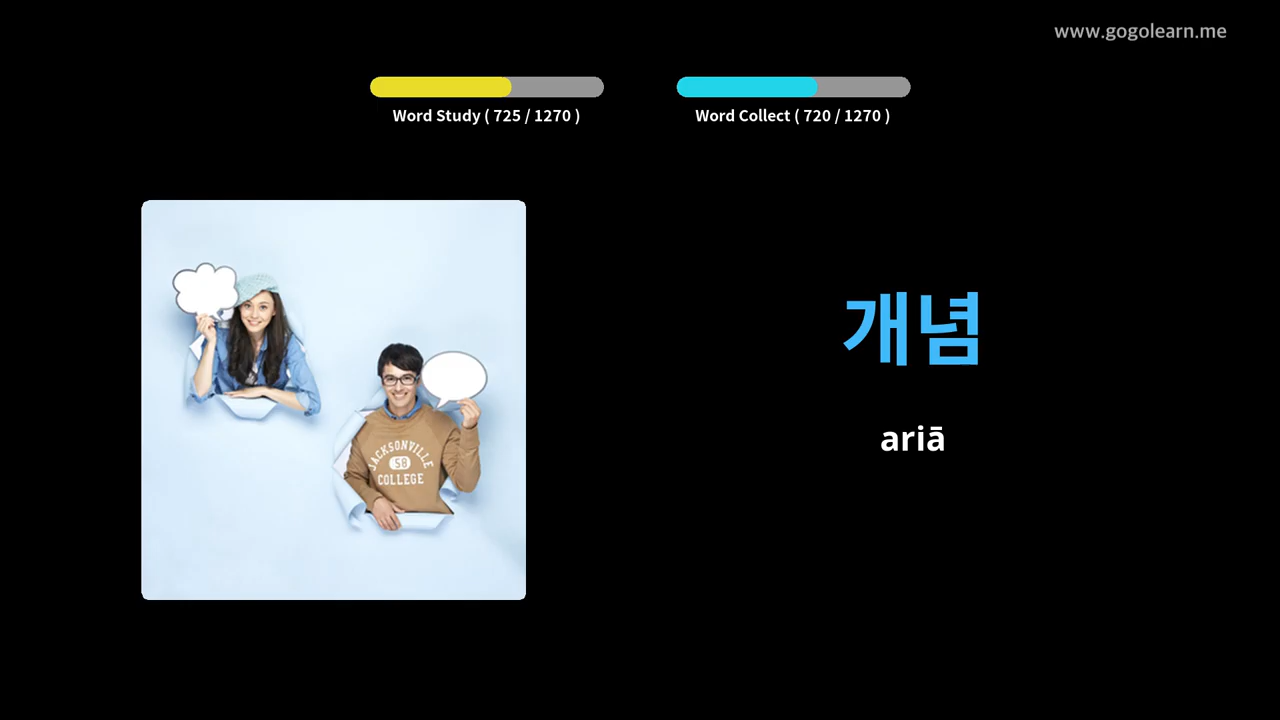 www.gogolearn.me
Word Study ( 725 / 1270 )
Word Collect ( 720 / 1270 )
JACKSONVILLE
58
COLLEGE
개념
ariā